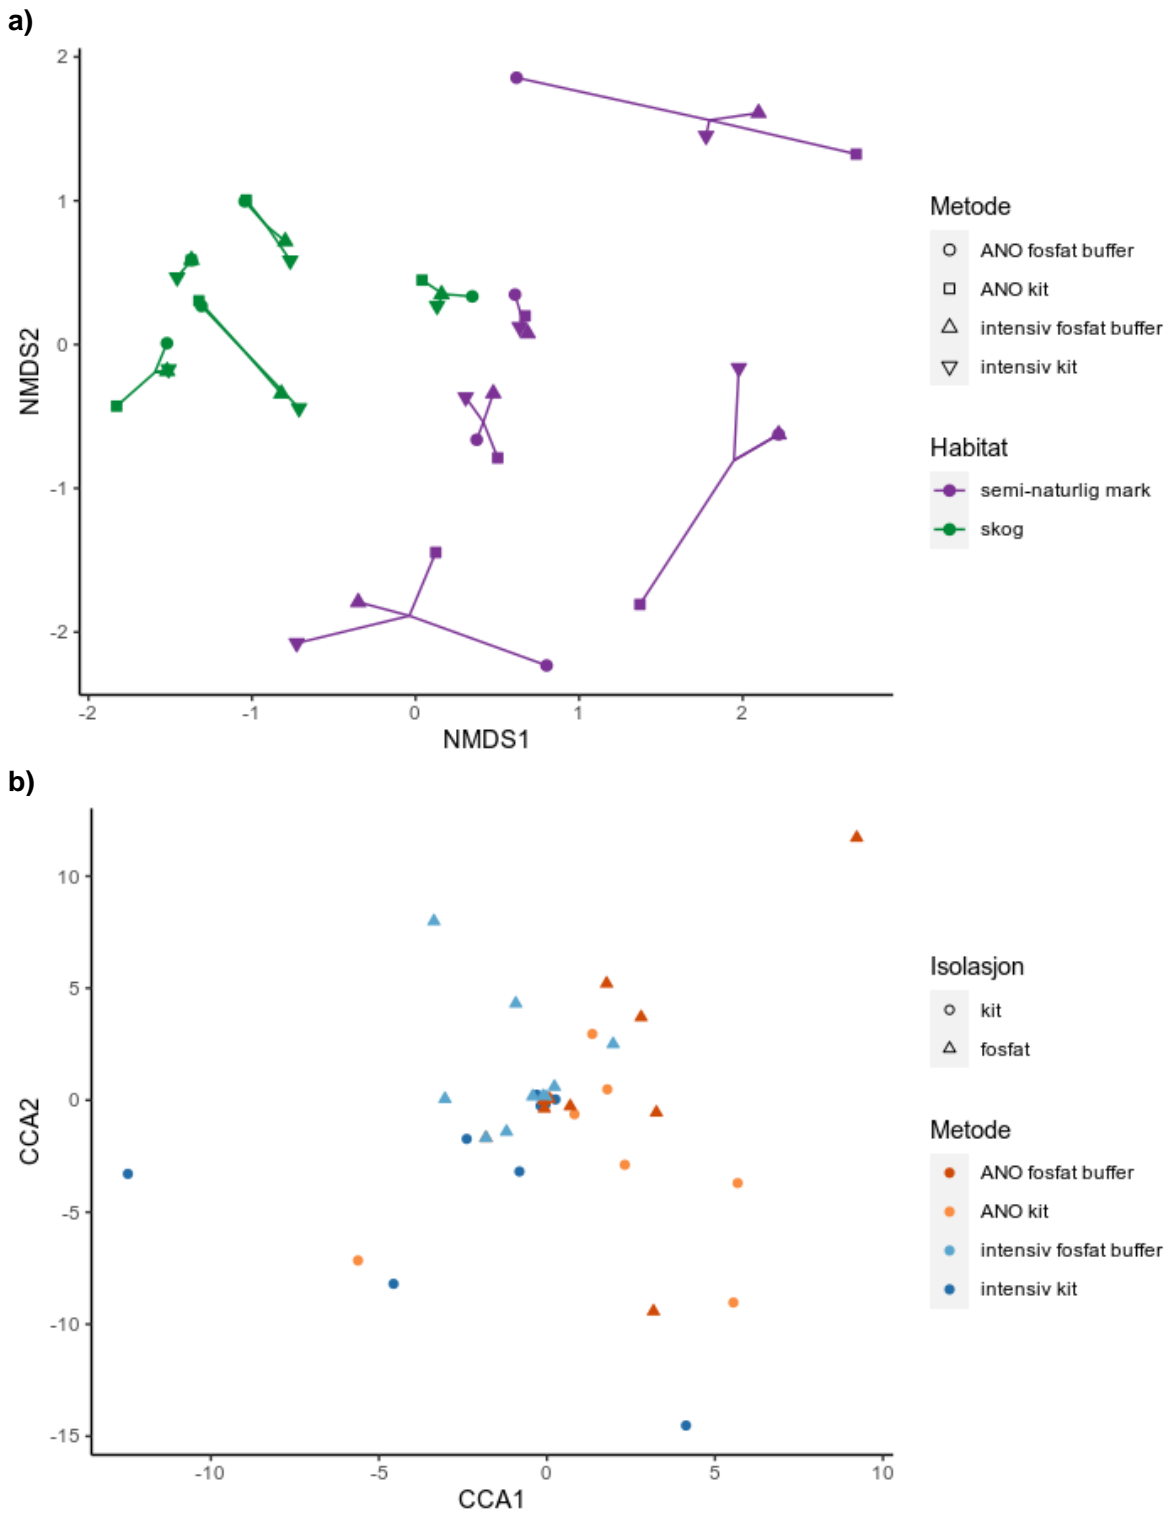 a)
2
1
0
-1
-2
NMDS2
-2
-1
0
1
2
NMDS1
Metode
ANO fosfat buffer
ANO kit
intensiv fosfat buffer
intensiv kit
Habitat
semi-naturlig mark
skog
b)
10
5
0
-5
-10
-15
CCA2
-10
-5
0
5
10
CCA1
Isolasjon
kit
fosfat
Metode
ANO fosfat buffer
ANO kit
intensiv fosfat buffer
intensiv kit